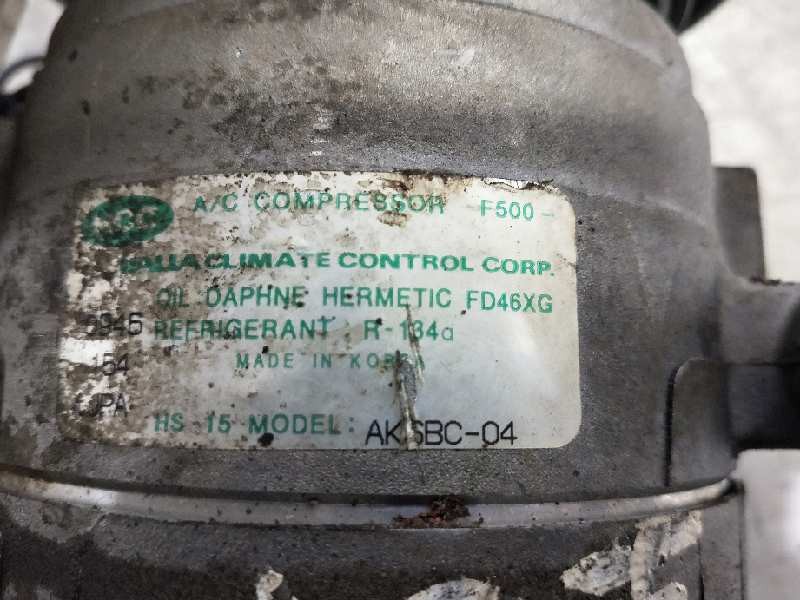 A/C COMPRESSOR F500-
HALLA CLIMATE CONTROL CORP.
OIL DAPHNE HERMETIC FD46XG
REFRIGERANT R-134a
MADE IN KOREA
HS 15 MODEL: